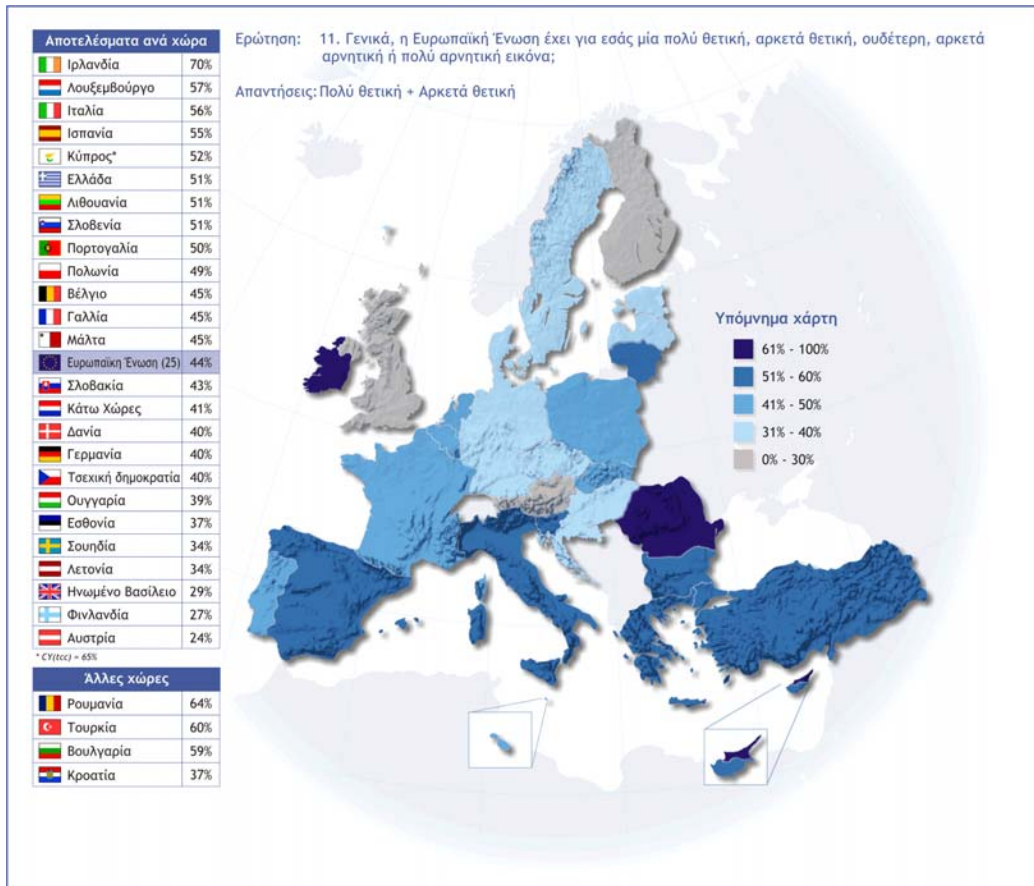 Αποτελέσματα ανά χώρα
Ιρλανδία 70%
Λουξεμβούργο 57%
Ιταλία 56%
Ισπανία 55%
Κύπρος* 52%
Ελλάδα 51%
Λιθουανία 51%
Σλοβενία 51%
Πορτογαλία 50%
Πολωνία 49%
Βέλγιο 45%
Γαλλία 45%
Μάλτα 45%
Ευρωπαϊκη Ένωση (25) 44%
Σλοβακία 43%
Κάτω Χώρες 41%
Δανία 40%
Γερμανία 40%
Τσεχική δημοκρατία 40%
Ουγγαρία 39%
Εσθονία 37%
Σουηδία 34%
Λετονία 34%
Ηνωμένο Βασίλειο 29%
Φινλανδία 27%
Αυστρία 24%
* CY(tcc) = 65%
Άλλες χώρες
Ρουμανία 64%
Τουρκία 60%
Βουλγαρία 59%
Κροατία 37%
Ερώτηση: 11. Γενικά, η Ευρωπαϊκή Ένωση έχει για εσάς μία πολύ θετική, αρκετά θετική, ουδέτερη, αρκετά
αρνητική ή πολύ αρνητική εικόνα;
Απαντήσεις: Πολύ θετική + Αρκετά θετική
Υπόμνημα χάρτη
61% - 100%
51% - 60%
41% - 50%
31% - 40%
0% - 30%